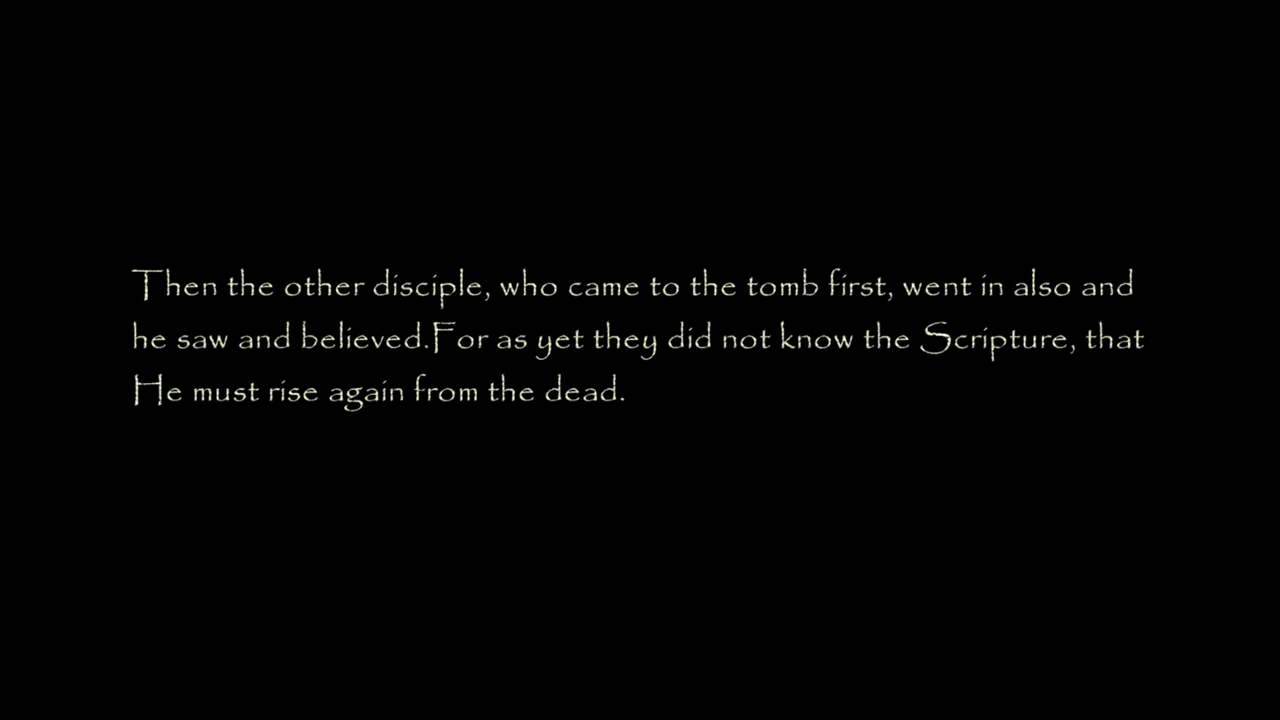 Then the other disciple, who came to the tomb first, went in also and
he saw and believed.For as yet they did not know the Scripture, that
He must rise again from the dead.